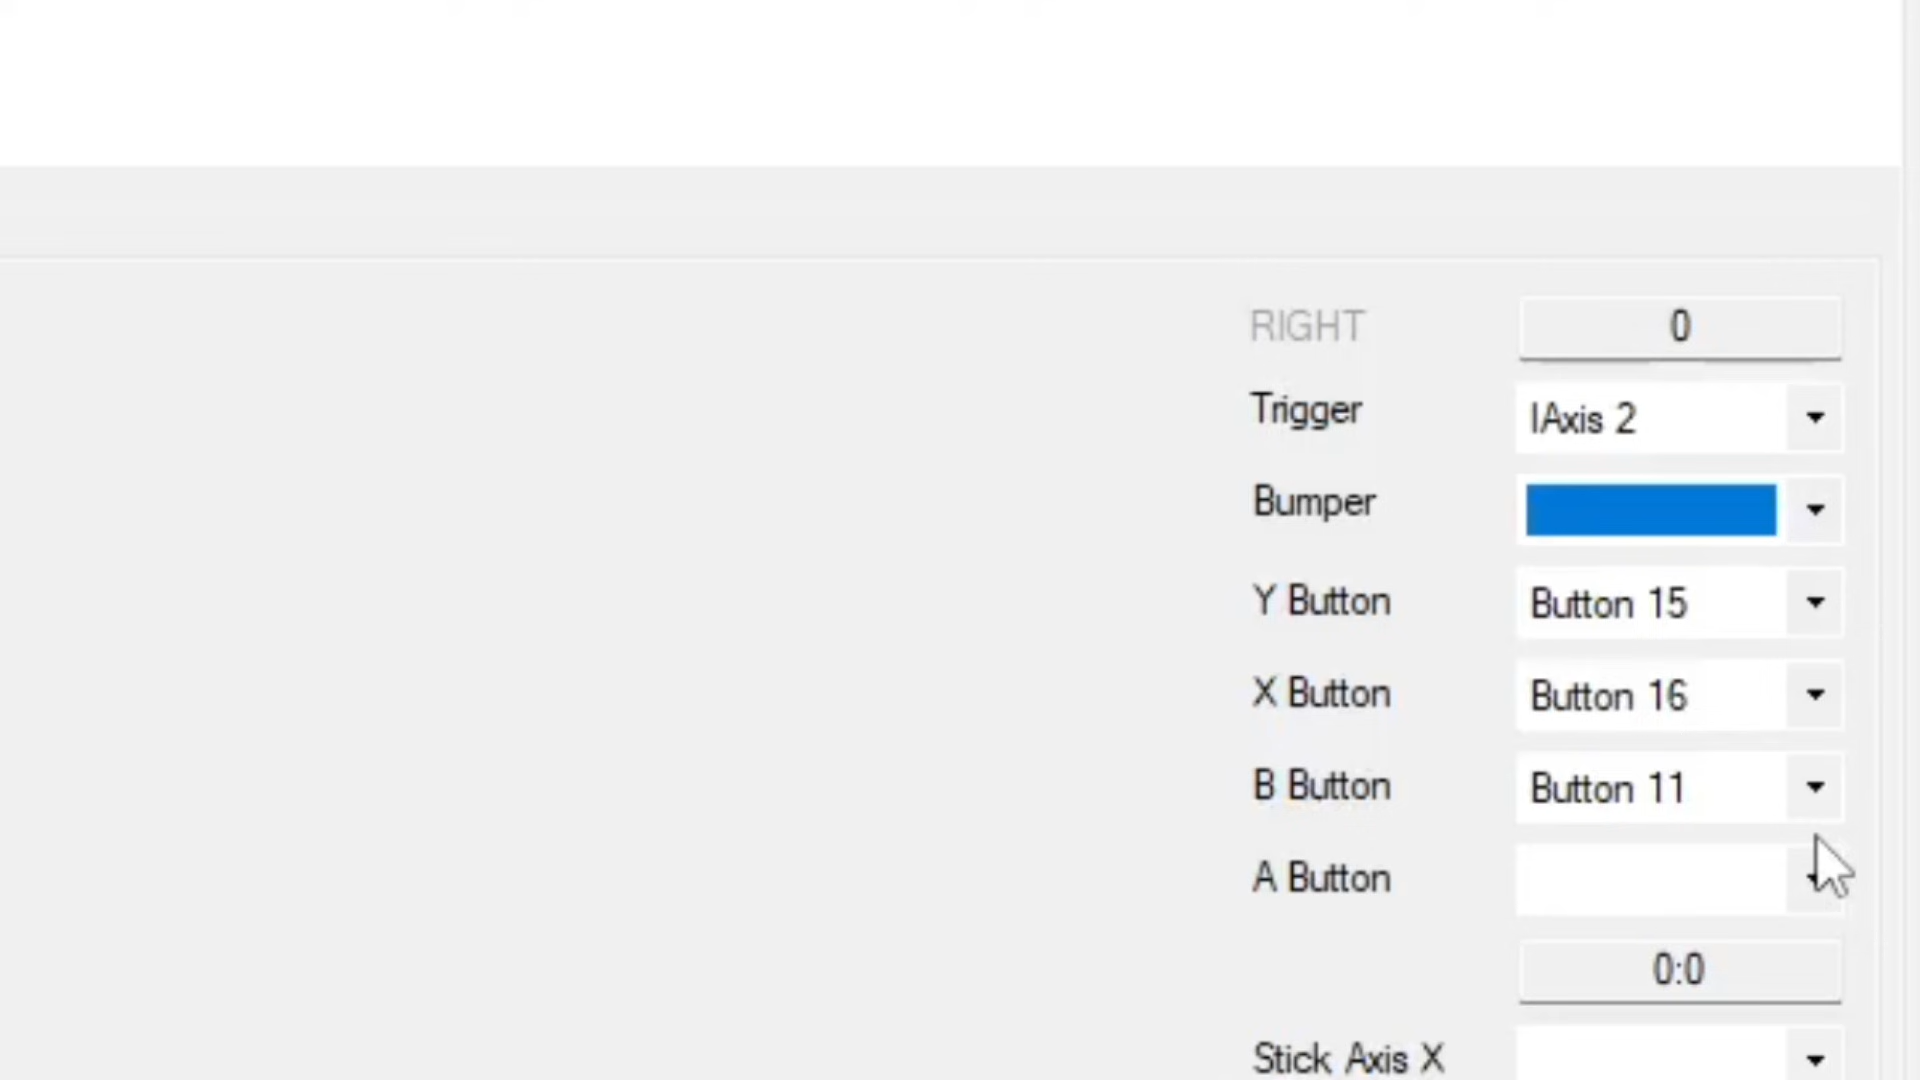 RIGHT 0
Trigger IAxis 2
Bumper
Y Button Button 15
X Button Button 16
B Button Button 11
A Button
0:0
Stick Axis X